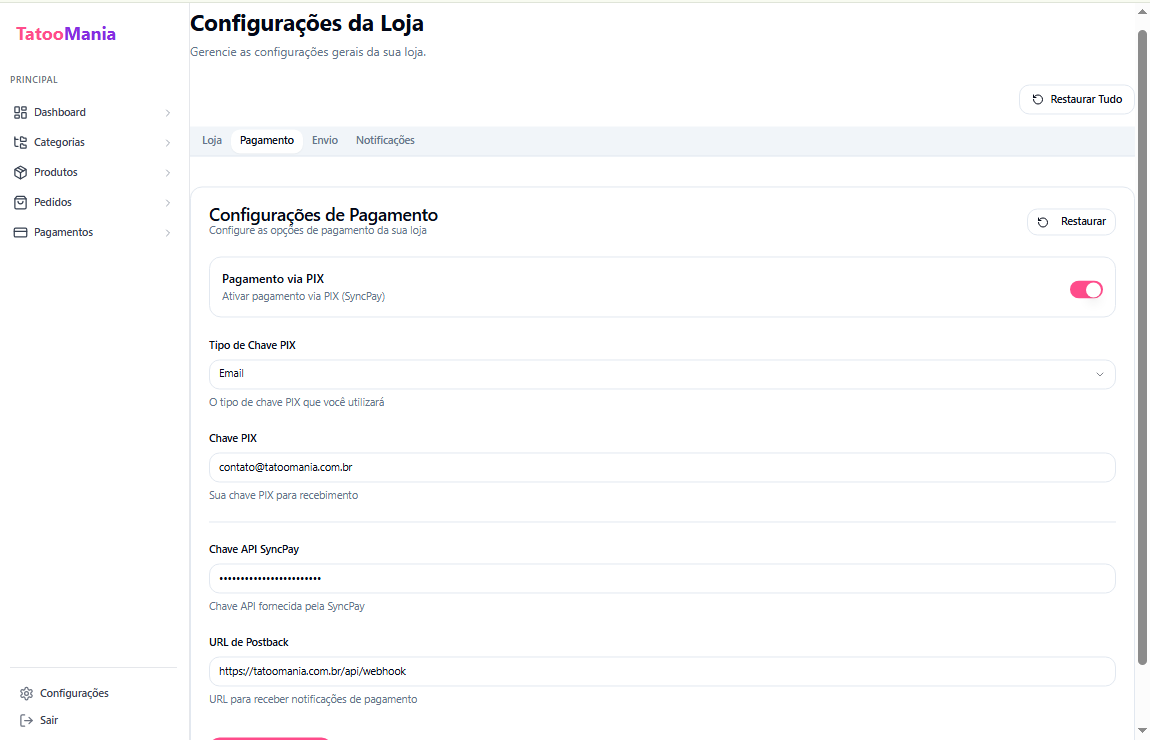 TatooMania
PRINCIPAL
Dashboard
Categorias
Produtos
Pedidos
Pagamentos
Configurações
Sair
Configurações da Loja
Gerencie as configurações gerais da sua loja.
Restaurar Tudo
Loja Pagamento Envio Notificações
Configurações de Pagamento
Configure as opções de pagamento da sua loja
Restaurar
Pagamento via PIX
Ativar pagamento via PIX (SyncPay)
Tipo de Chave PIX
Email
O tipo de chave PIX que você utilizará
Chave PIX
contato@tatoomania.com.br
Sua chave PIX para recebimento
Chave API SyncPay
••••••••••••••••••••••••
Chave API fornecida pela SyncPay
URL de Postback
https://tatoomania.com.br/api/webhook
URL para receber notificações de pagamento